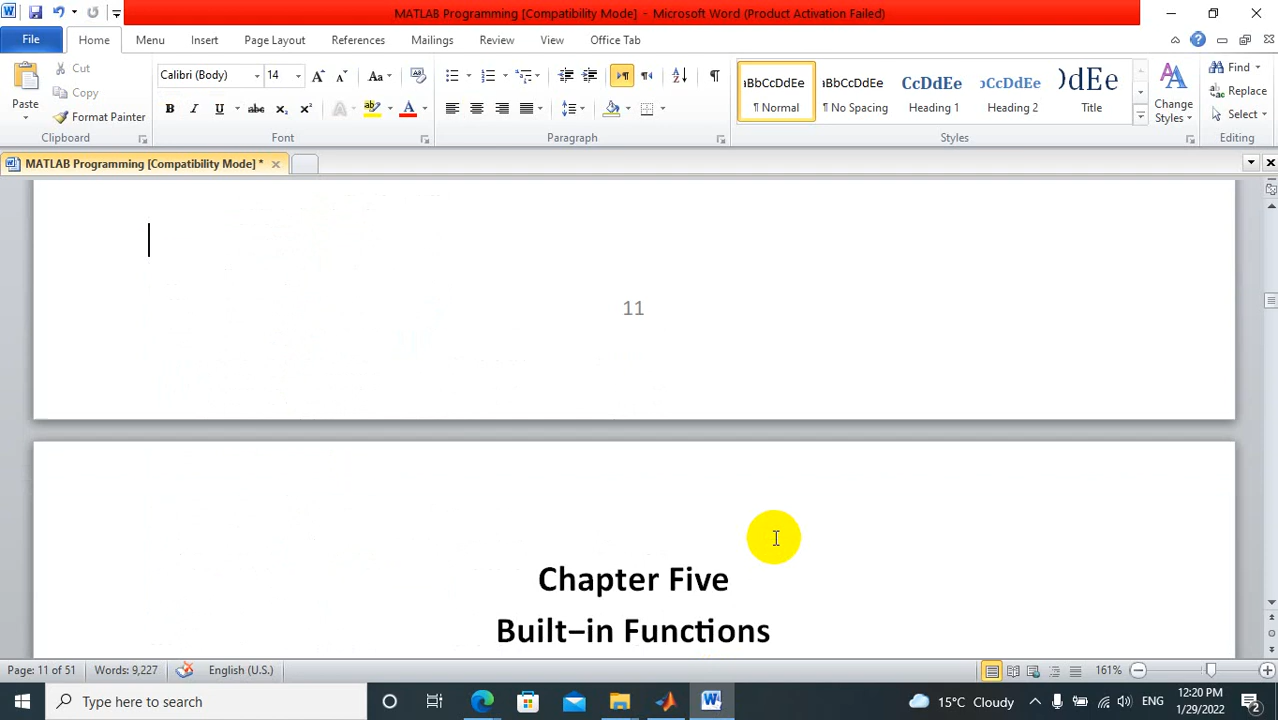 MATLAB Programming [Compatibility Mode] - Microsoft Word (Product Activation Failed)
File Home Menu Insert Page Layout References Mailings Review View Office Tab
Paste
Cut
Copy
Format Painter
Clipboard
Calibri (Body) 14
Font
Paragraph
¶ Normal
¶ No Spacing
CcDdEe
Heading 1
CcDdEe
Heading 2
Title
Change
Styles
Styles
Find
Replace
Select
Editing
MATLAB Programming [Compatibility Mode] *
11
Chapter Five
Built–in Functions
Page: 11 of 51 Words: 9,227 English (U.S.) 161%
Type here to search
15°C Cloudy
ENG
12:20 PM
1/29/2022
2